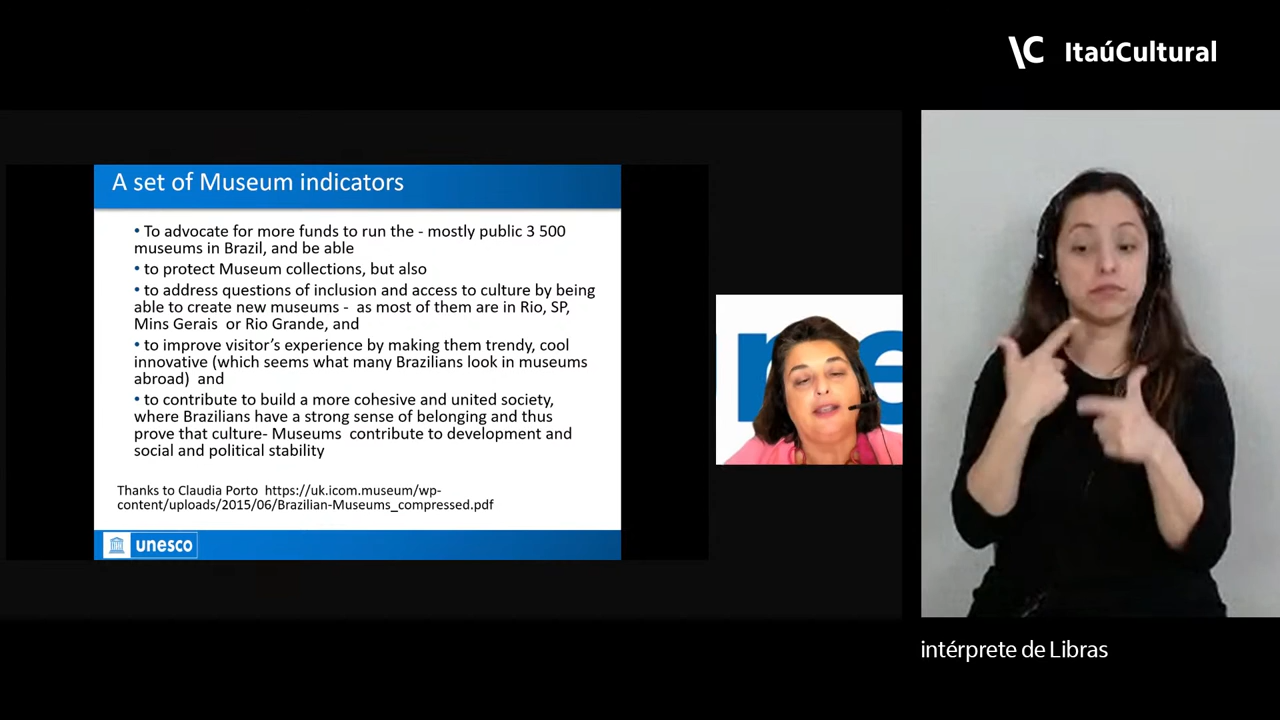 \C ItaúCultural
A set of Museum indicators
• To advocate for more funds to run the - mostly public 3 500
museums in Brazil, and be able
• to protect Museum collections, but also
• to address questions of inclusion and access to culture by being
able to create new museums -  as most of them are in Rio, SP,
Mins Gerais  or Rio Grande, and
• to improve visitor's experience by making them trendy, cool
innovative (which seems what many Brazilians look in museums
abroad)  and
• to contribute to build a more cohesive and united society,
where Brazilians have a strong sense of belonging and thus
prove that culture- Museums  contribute to development and
social and political stability
Thanks to Claudia Porto  https://uk.icom.museum/wp-
content/uploads/2015/06/Brazilian-Museums_compressed.pdf
unesco
intérprete de Libras